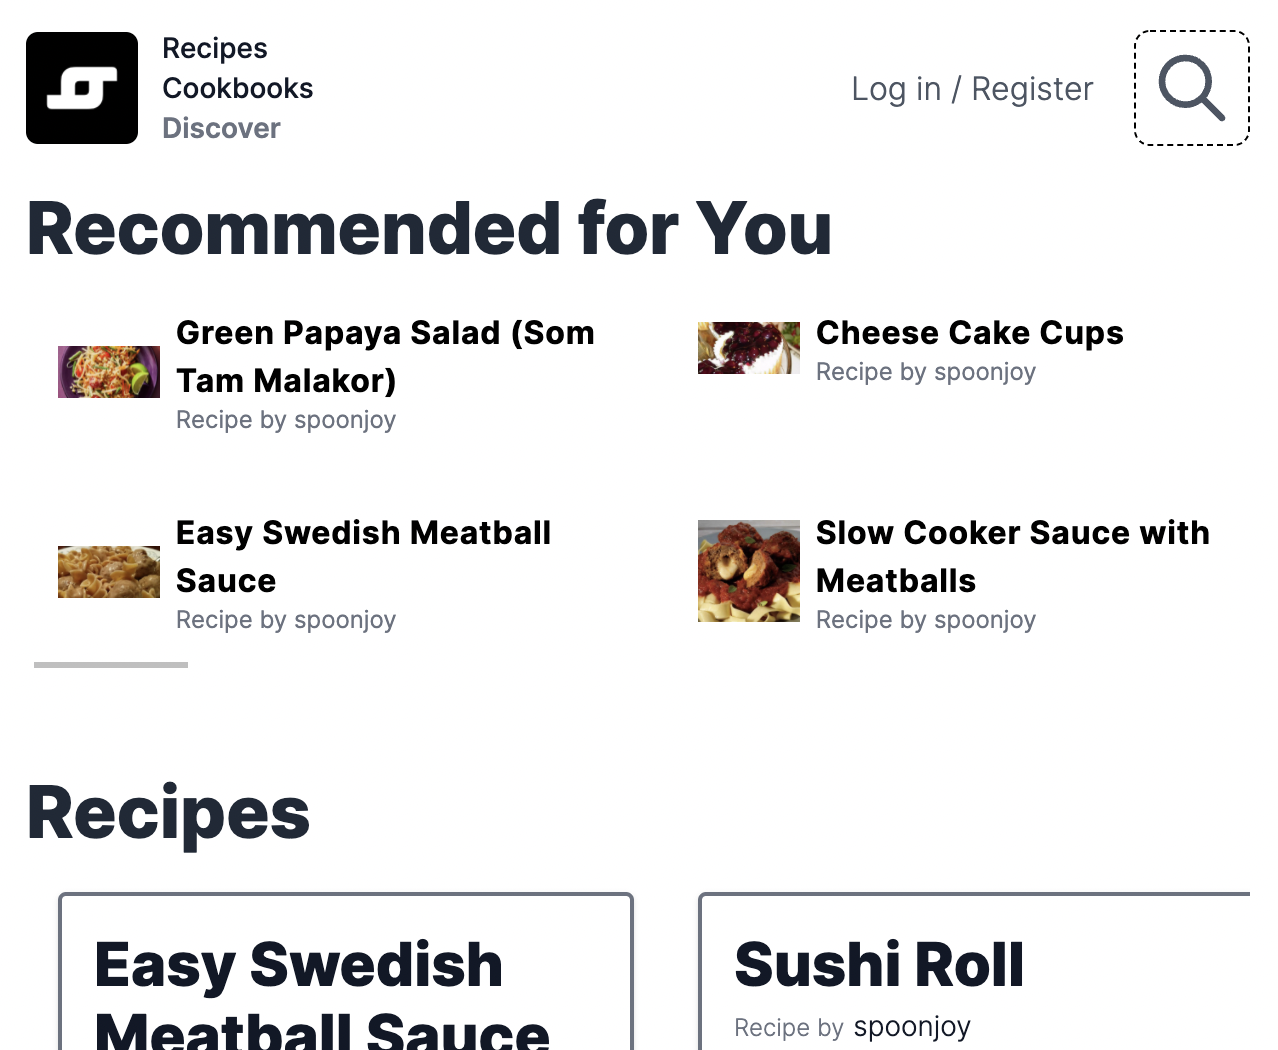 Recipes
Cookbooks
Discover
Log in / Register
Recommended for You
Green Papaya Salad (Som
Tam Malakor)
Recipe by spoonjoy
Cheese Cake Cups
Recipe by spoonjoy
Easy Swedish Meatball
Sauce
Recipe by spoonjoy
Slow Cooker Sauce with
Meatballs
Recipe by spoonjoy
Recipes
Easy Swedish
Meatball Sauce
Sushi Roll
Recipe by spoonjoy